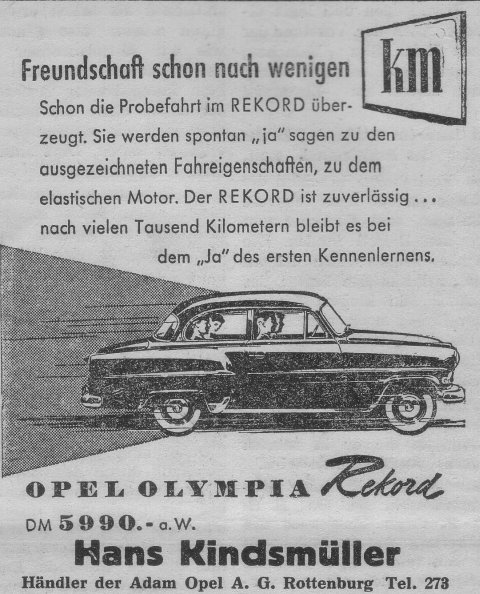 Freundschaft schon nach wenigen km
Schon die Probefahrt im REKORD über-
zeugt. Sie werden spontan „ja" sagen zu den
ausgezeichneten Fahreigenschaften, zu dem
elastischen Motor. Der REKORD ist zuverlässig...
nach vielen Tausend Kilometern bleibt es bei
dem „Ja" des ersten Kennenlernens.
OPEL OLYMPIA Rekord
DM 5990.- a.W.
Hans Kindsmüller
Händler der Adam Opel A. G. Rottenburg Tel. 273